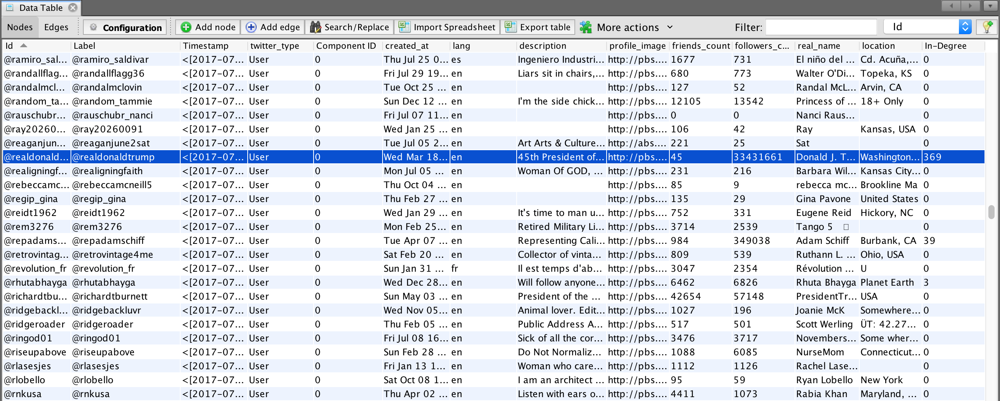 Data Table
Nodes Edges Configuration Add node Add edge Search/Replace Import Spreadsheet Export table More actions Filter: Id
Id Label Timestamp twitter_type Component ID created_at lang description profile_image friends_count followers_c... real_name location In-Degree
@ramiro_sal... @ramiro_saldivar <[2017-07... User 0 Thu Jul 25 0... es Ingeniero Industri... http://pbs.... 1677 731 El niño del ... Cd. Acuña,... 0
@randallflag... @randallflagg36 <[2017-07... User 0 Fri Jul 29 19... en Liars sit in chairs,... http://pbs.... 680 773 Walter O'Di... Topeka, KS 0
@randalmcl... @randalmclovin <[2017-07... User 0 Tue Oct 25 ... en http://pbs.... 127 52 Randal McL... Arvin, CA 0
@random_ta... @random_tammie <[2017-07... User 0 Sun Dec 12 ... en I'm the side chick... http://pbs.... 12105 13542 Princess of ... 18+ Only 0
@rauschubr... @rauschubr_nanci <[2017-07... User 0 Fri Jul 07 11... en http://pbs.... 0 0 Nanci Raus... 0
@ray20260... @ray20260091 <[2017-07... User 0 Wed Jan 25 ... en http://pbs.... 106 42 Ray Kansas, USA 0
@reaganjun... @reaganjune2sat <[2017-07... User 0 Tue Jul 05 2... en Art Arts & Culture... http://abs.... 221 25 Sat 0
@realdonald... @realdonaldtrump <[2017-07... User 0 Wed Mar 18... en 45th President of... http://pbs.... 45 33431661 Donald J. T... Washington... 369
@realigningf... @realigningfaith <[2017-07... User 0 Mon Jul 05 ... en Woman Of GOD, ... http://pbs.... 231 216 Barbara Wil... Kansas City... 0
@rebeccamc... @rebeccamcneill5 <[2017-07... User 0 Thu Oct 04 ... en http://pbs.... 85 9 rebecca mc... Brookline Ma 0
@regip_gina @regip_gina <[2017-07... User 0 Thu Feb 27 ... en http://pbs.... 135 29 Gina Pavone United States 0
@reidt1962 @reidt1962 <[2017-07... User 0 Wed Jan 29 ... en It's time to man u... http://pbs.... 752 331 Eugene Reid Hickory, NC 0
@rem3276 @rem3276 <[2017-07... User 0 Mon Feb 25... en Retired Military Li... http://pbs.... 3714 2539 Tango 5 0
@repadams... @repadamschiff <[2017-07... User 0 Tue Apr 07 ... en Representing Cali... http://pbs.... 984 349038 Adam Schiff Burbank, CA 39
@retrovintag... @retrovintage4me <[2017-07... User 0 Sat Feb 20 ... en Collector of vinta... http://pbs.... 809 539 Ruthann L. ... Ohio, USA 0
@revolution_fr @revolution_fr <[2017-07... User 0 Sun Jan 31 ... fr Il est temps d'ab... http://pbs.... 3047 2354 Révolution ... U 0
@rhutabhayga @rhutabhayga <[2017-07... User 0 Wed Dec 28... en Will follow anyone... http://pbs.... 6462 6826 Rhuta Bhayga Planet Earth 3
@richardtbu... @richardtburnett <[2017-07... User 0 Sun May 03 ... en President of the ... http://pbs.... 42654 57148 PresidentTr... USA 0
@ridgebackl... @ridgebackluvr <[2017-07... User 0 Wed Nov 05... en Animal lover. Edit... http://pbs.... 1027 196 Joanie McK Somewhere... 0
@ridgeroader @ridgeroader <[2017-07... User 0 Thu Feb 05 ... en Public Address A... http://pbs.... 517 501 Scott Werling ÜT: 42.27... 0
@ringod01 @ringod01 <[2017-07... User 0 Fri Jul 08 16... en Sick of all the cor... http://pbs.... 3476 3717 Novembers... Some wher... 0
@riseupabove @riseupabove <[2017-07... User 0 Sun Feb 28 ... en Do Not Normaliz... http://pbs.... 1088 6085 NurseMom Connecticut... 0
@rlasesjes @rlasesjes <[2017-07... User 0 Fri Jan 13 1... en Woman who care... http://pbs.... 1112 1126 Rachel Lase... 0
@rlobello @rlobello <[2017-07... User 0 Sat Oct 08 1... en I am an architect ... http://pbs.... 95 59 Ryan Lobello New York 0
@rnkusa @rnkusa <[2017-07... User 0 Thu Apr 02 ... en Listen with ears o... http://pbs.... 4411 1073 Rabia Khan Maryland, ... 0